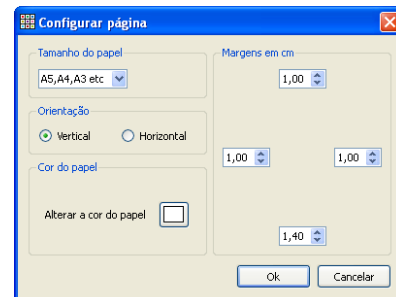 Configurar página
Tamanho do papel
A5,A4,A3 etc
Orientação
Vertical
Horizontal
Cor do papel
Alterar a cor do papel
Margens em cm
1,00
1,00
1,00
1,40
Ok
Cancelar